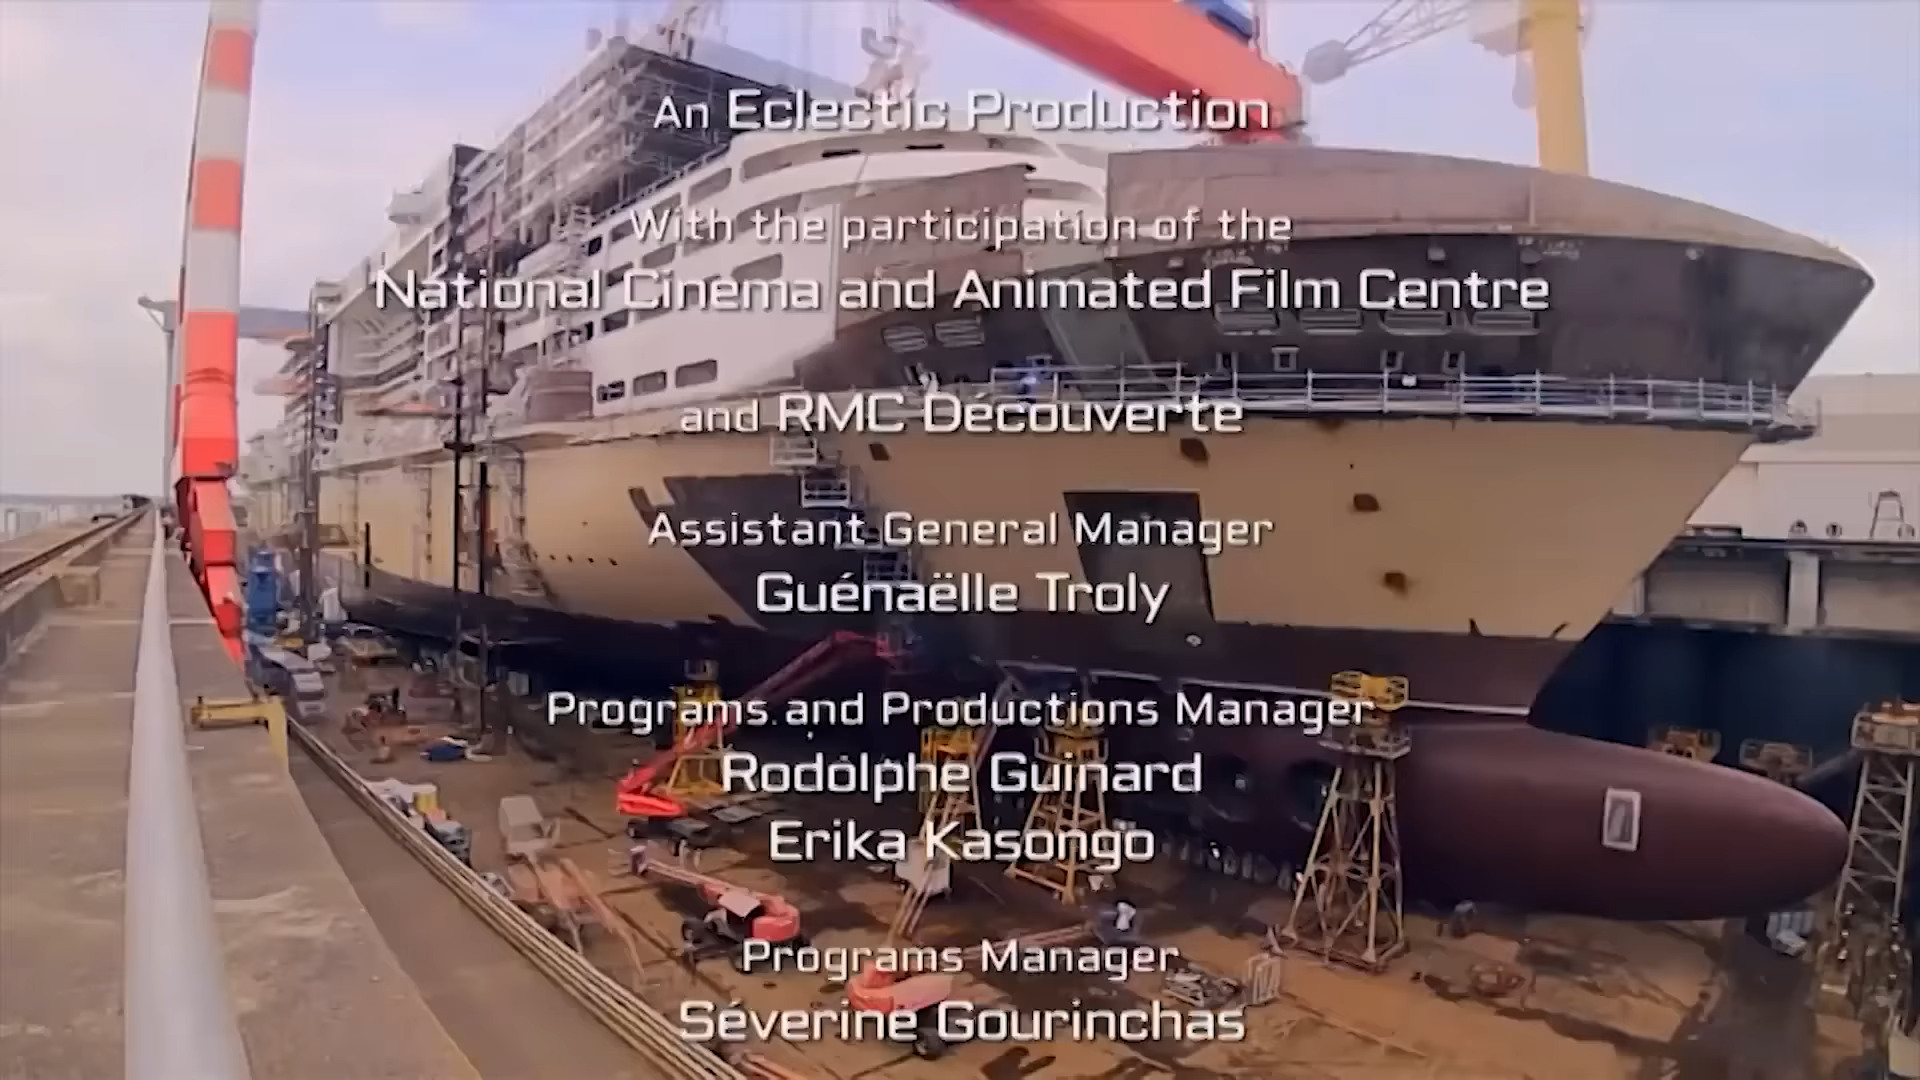 An Eclectic Production
With the participation of the
National Cinema and Animated Film Centre
and RMC Découverte
Assistant General Manager
Guénaëlle Troly
Programs and Productions Manager
Rodolphe Guinard
Erika Kasongo
Programs Manager
Séverine Gourinchas